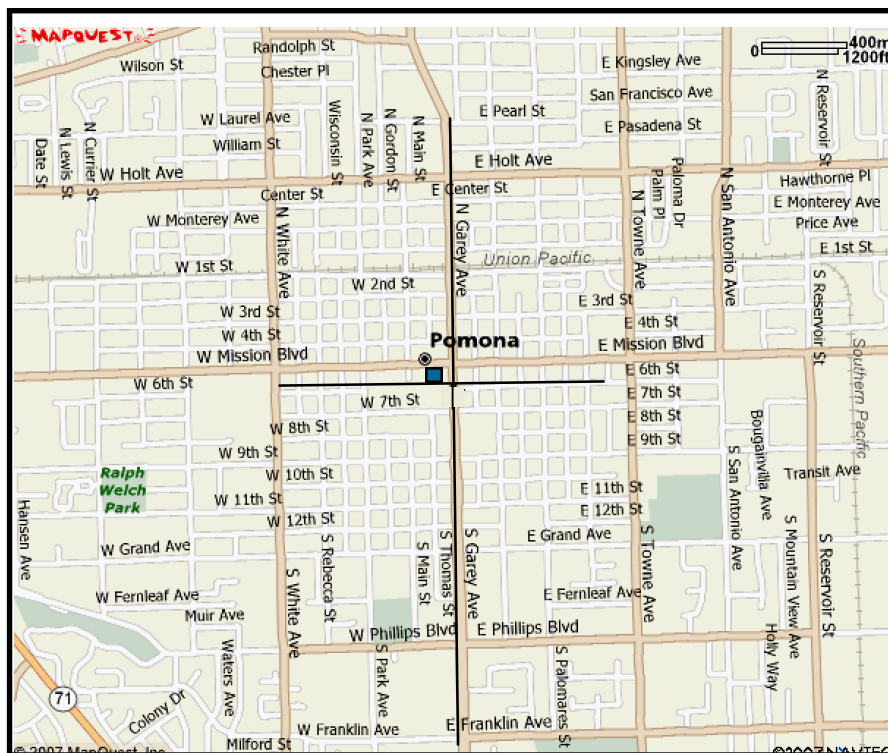 MAPQUEST
Randolph St
Wilson St
Chester Pl
E Kingsley Ave
400m
0
1200ft
San Francisco Ave
W Laurel Ave
William St
E Pearl St
E Pasadena St
N Reservoir St
Date St
N Lewis St
N Currier St
Wisconsin St
N Park Ave
N Gordon St
N Main St
W Holt Ave
E Holt Ave
Center St
E Center St
Palm Pl
Paloma Dr
N San Antonio Ave
Hawthorne Pl
W Monterey Ave
E Monterey Ave
Price Ave
N White Ave
N Garey Ave
N Towne Ave
E 1st St
W 1st St
Union Pacific
W 2nd St
W 3rd St
E 3rd St
W 4th St
E 4th St
S Reservoir St
Pomona
W Mission Blvd
E Mission Blvd
W 6th St
E 6th St
W 7th St
E 7th St
Southern Pacific
W 8th St
E 8th St
W 9th St
E 9th St
Ralph
Welch
Park
W 10th St
Transit Ave
Bougainvillia Ave
S San Antonio Ave
W 11th St
E 11th St
W 12th St
E 12th St
Hansen Ave
W Grand Ave
E Grand Ave
S Rebecca St
S Main St
S Thomas St
S Garey Ave
S Towne Ave
S Mountain View Ave
S Reservoir St
W Fernleaf Ave
E Fernleaf Ave
Muir Ave
S White Ave
W Phillips Blvd
E Phillips Blvd
Waters Ave
S Park Ave
S Palomares St
Holly Way
71
Colony Dr
W Franklin Ave
E Franklin Ave
Milford St
© 2007 MapQuest, Inc.
©2007 NAVTEQ